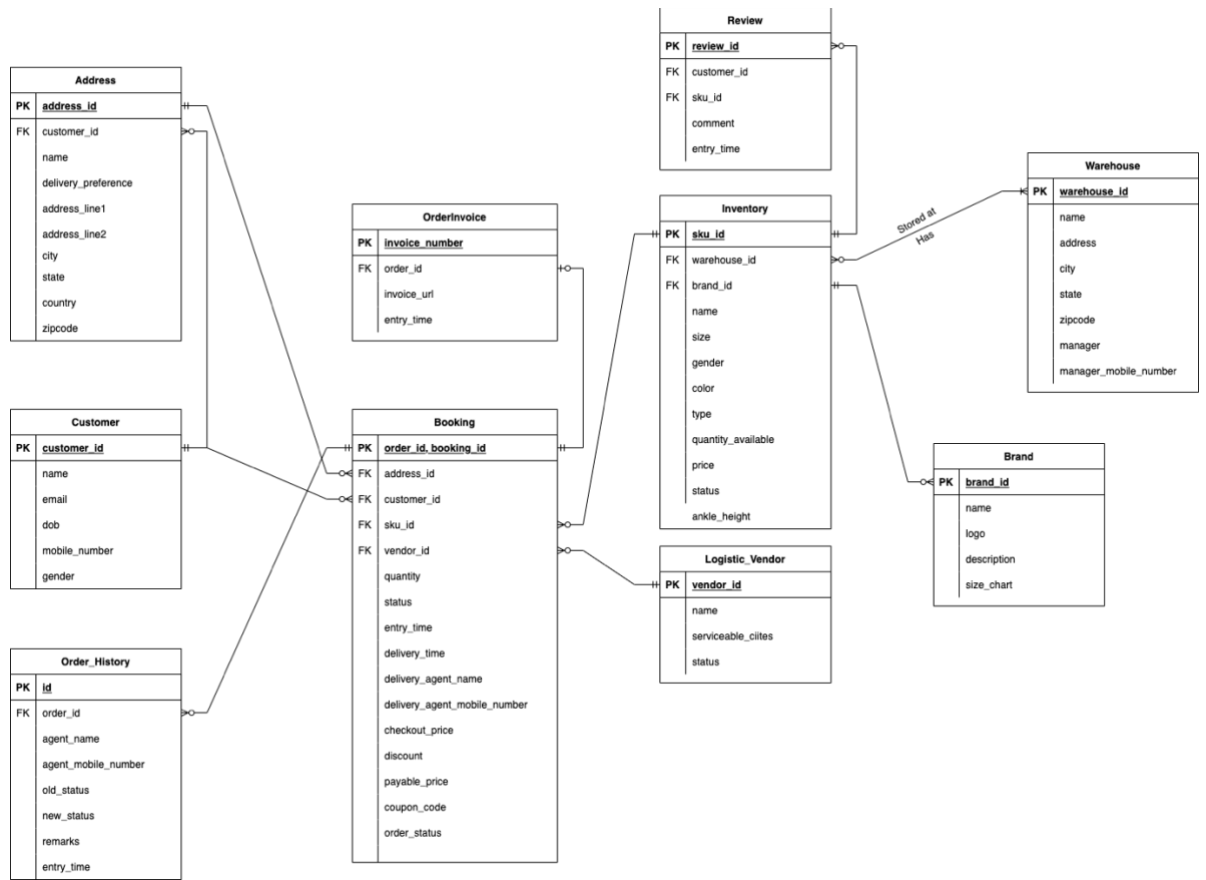 Review
PK review_id
FK customer_id
FK sku_id
comment
entry_time
Address
PK address_id
FK customer_id
name
delivery_preference
address_line1
address_line2
city
state
country
zipcode
OrderInvoice
PK invoice_number
FK order_id
invoice_url
entry_time
Inventory
PK sku_id
FK warehouse_id
FK brand_id
name
size
gender
color
type
quantity_available
price
status
ankle_height
Stored at
Has
Warehouse
PK warehouse_id
name
address
city
state
zipcode
manager
manager_mobile_number
Customer
PK customer_id
name
email
dob
mobile_number
gender
Booking
PK order_id, booking_id
FK address_id
FK customer_id
FK sku_id
FK vendor_id
quantity
status
entry_time
delivery_time
delivery_agent_name
delivery_agent_mobile_number
checkout_price
discount
payable_price
coupon_code
order_status
Brand
PK brand_id
name
logo
description
size_chart
Logistic_Vendor
PK vendor_id
name
serviceable_ciites
status
Order_History
PK id
FK order_id
agent_name
agent_mobile_number
old_status
new_status
remarks
entry_time